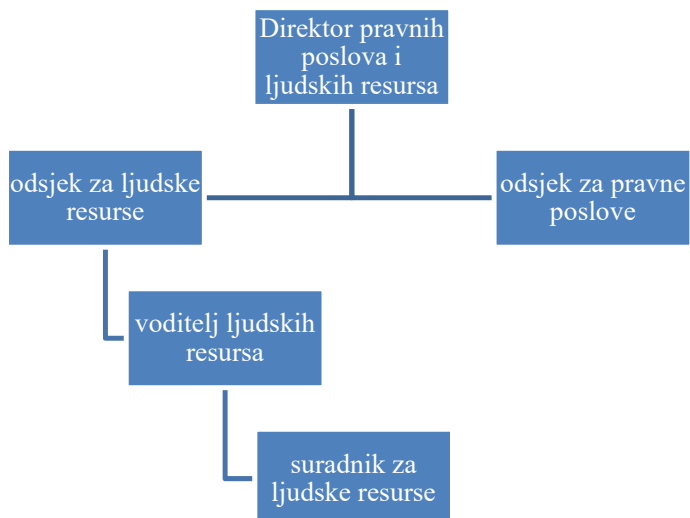 Direktor pravnih
poslova i
ljudskih resursa
odsjek za ljudske
resurse
odsjek za pravne
poslove
voditelj ljudskih
resursa
suradnik za
ljudske resurse